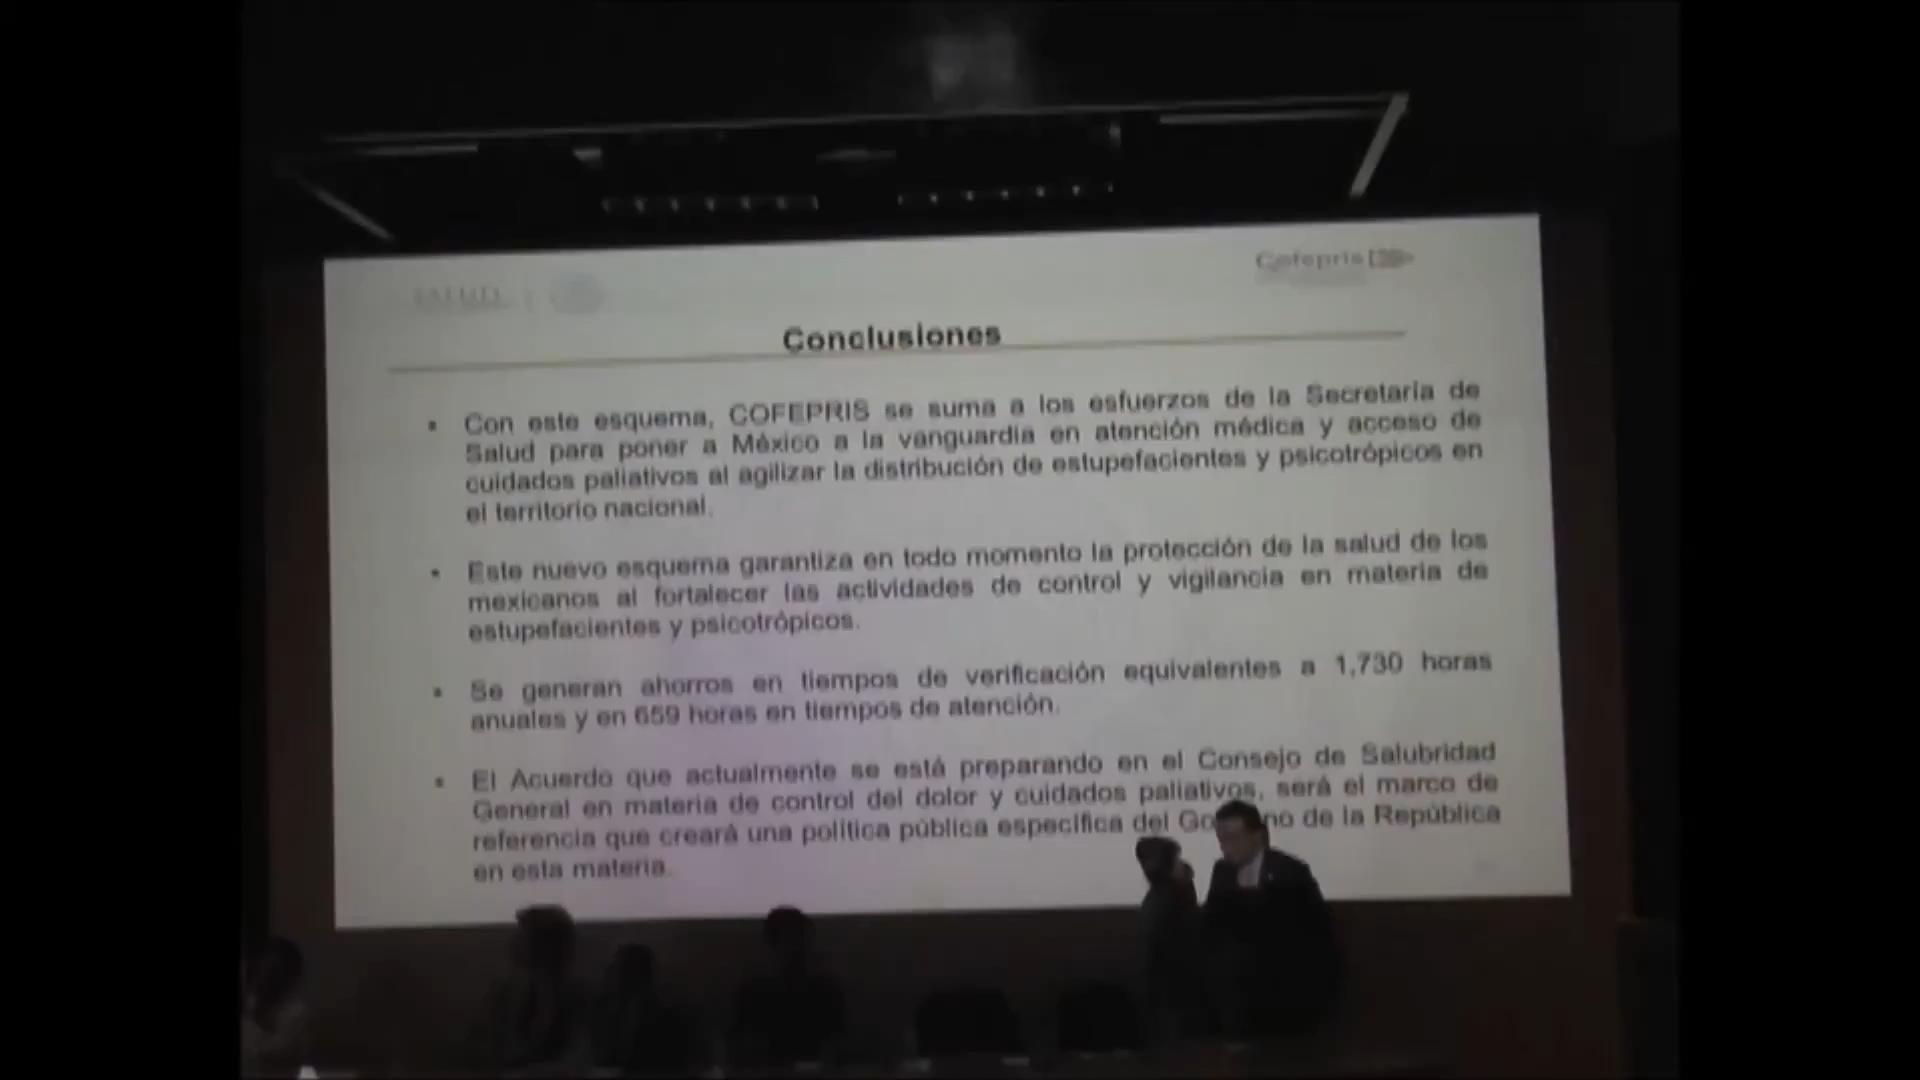 SALUD
Cofepris
Conclusiones
• Con este esquema, COFEPRIS se suma a los esfuerzos de la Secretaría de
Salud para poner a México a la vanguardia en atención médica y acceso de
cuidados paliativos al agilizar la distribución de estupefacientes y psicotrópicos en
el territorio nacional.
• Este nuevo esquema garantiza en todo momento la protección de la salud de los
mexicanos al fortalecer las actividades de control y vigilancia en materia de
estupefacientes y psicotrópicos.
• Se generan ahorros en tiempos de verificación equivalentes a 1,730 horas
anuales y en 659 horas en tiempos de atención.
• El Acuerdo que actualmente se está preparando en el Consejo de Salubridad
General en materia de control del dolor y cuidados paliativos, será el marco de
referencia que creará una política pública específica del Go no de la República
en esta materia.